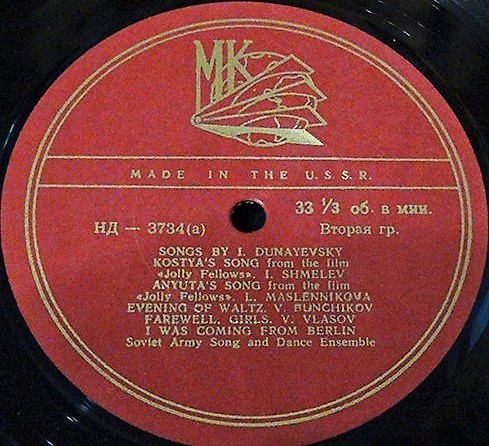 МК
MADE IN THE U.S.S.R.
33 ⅓ об. в мин.
НД — 3734(а) Вторая гр.
SONGS BY I. DUNAYEVSKY
KOSTYA'S SONG from the film
«Jolly Fellows». I. SHMELEV
ANYUTA'S SONG from the film
«Jolly Fellows». L. MASLENNIKOVA
EVENING OF WALTZ. V. BUNCHIKOV
FAREWELL, GIRLS. V. VLASOV
I WAS COMING FROM BERLIN
Soviet Army Song and Dance Ensemble